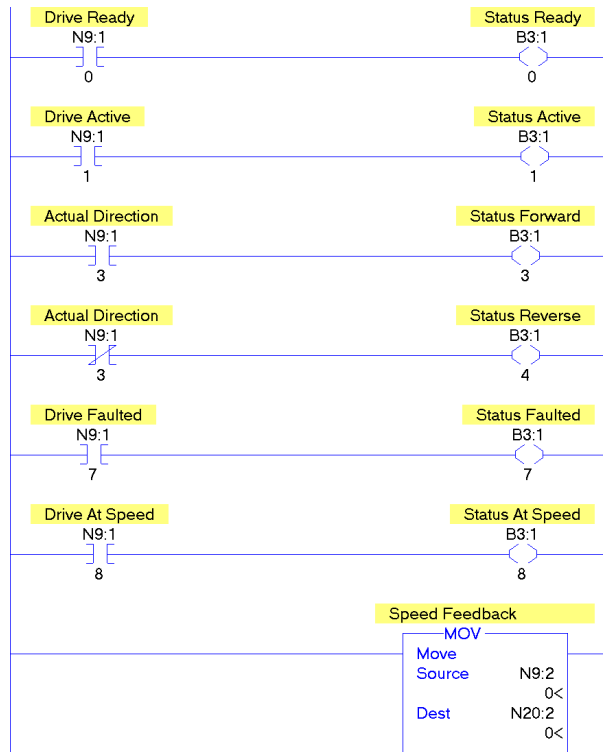 Drive Ready Status Ready
N9:1 B3:1
0 0
Drive Active Status Active
N9:1 B3:1
1 1
Actual Direction Status Forward
N9:1 B3:1
3 3
Actual Direction Status Reverse
N9:1 B3:1
3 4
Drive Faulted Status Faulted
N9:1 B3:1
7 7
Drive At Speed Status At Speed
N9:1 B3:1
8 8
Speed Feedback
MOV
Move
Source N9:2
0<
Dest N20:2
0<